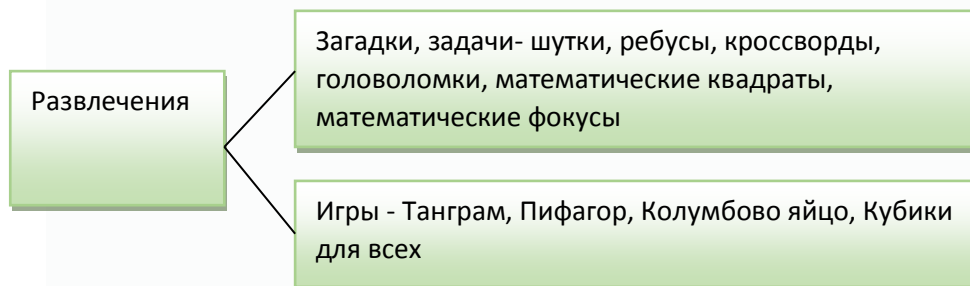 Развлечения
Загадки, задачи- шутки, ребусы, кроссворды,
головоломки, математические квадраты,
математические фокусы
Игры - Танграм, Пифагор, Колумбово яйцо, Кубики
для всех